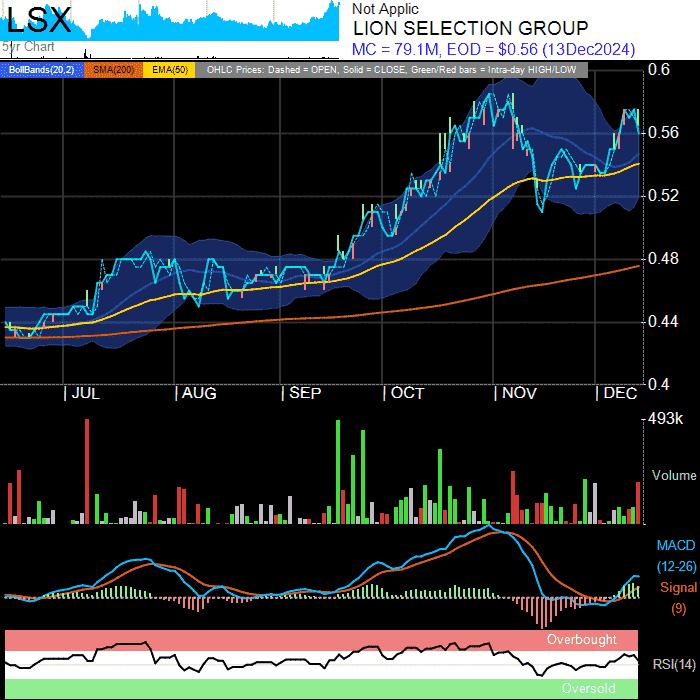 LSX
5yr Chart
Not Applic
LION SELECTION GROUP
MC = 79.1M, EOD = $0.56 (13Dec2024)
BollBands(20,2) SMA(200) EMA(50) OHLC Prices: Dashed = OPEN, Solid = CLOSE, Green/Red bars = Intra-day HIGH/LOW
0.6
0.56
0.52
0.48
0.44
0.4
JUL AUG SEP OCT NOV DEC
493k
Volume
MACD
(12-26)
Signal
(9)
Overbought
RSI(14)
Oversold